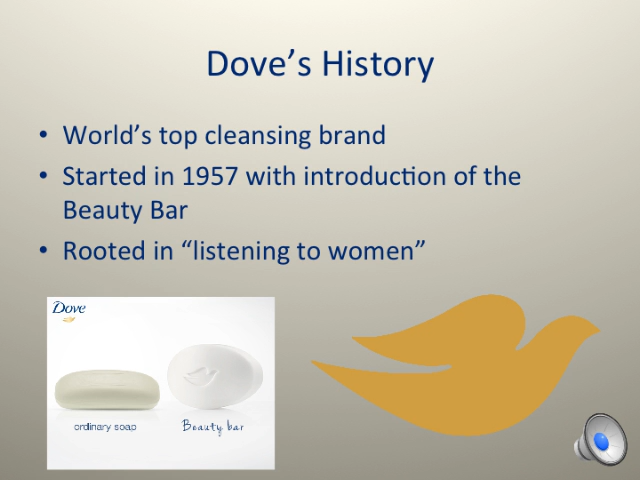 Dove’s History
• World’s top cleansing brand
• Started in 1957 with introduction of the
Beauty Bar
• Rooted in “listening to women”
Dove
ordinary soap
Beauty bar